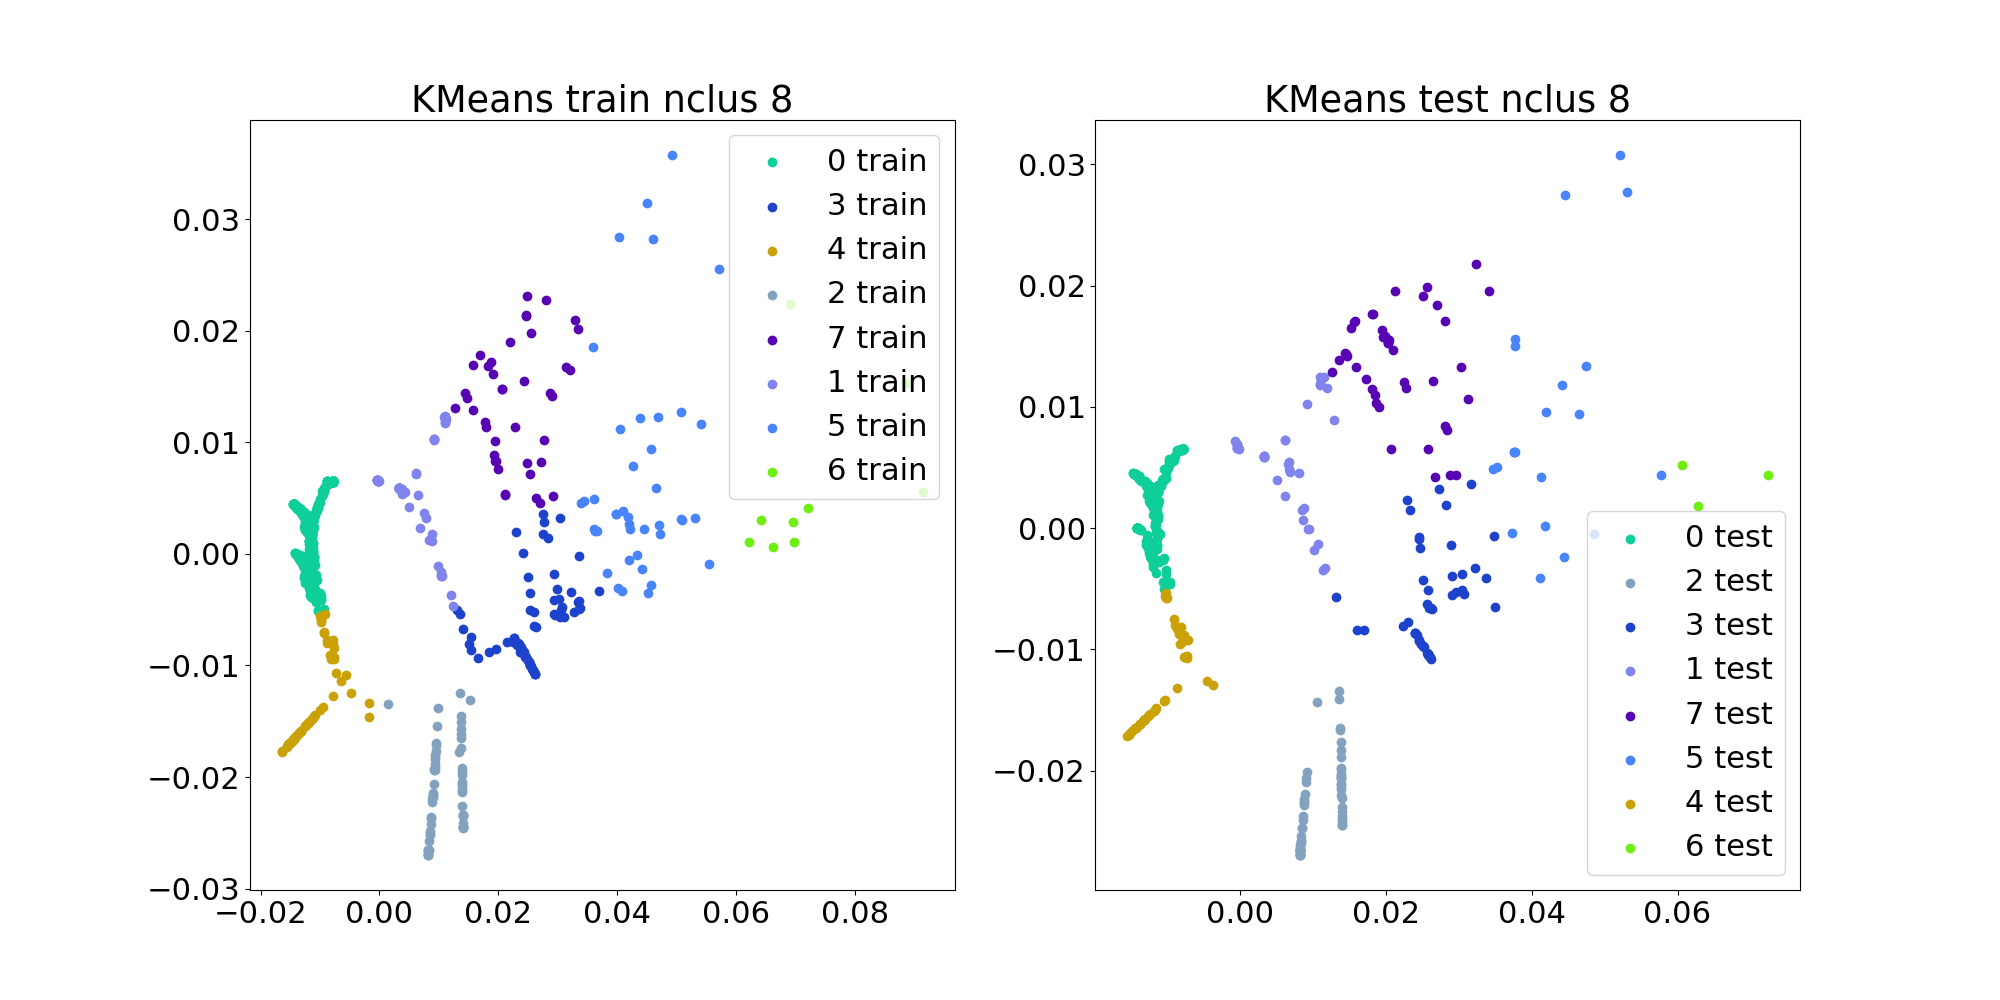 KMeans train nclus 8
0 train
3 train
4 train
2 train
7 train
1 train
5 train
6 train
0.03
0.02
0.01
0.00
−0.01
−0.02
−0.03
−0.02 0.00 0.02 0.04 0.06 0.08
KMeans test nclus 8
0.03
0.02
0.01
0.00
−0.01
−0.02
0 test
2 test
3 test
1 test
7 test
5 test
4 test
6 test
0.00 0.02 0.04 0.06